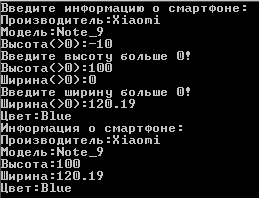 Введите информацию о смартфоне:
Производитель:Xiaomi
Модель:Note_9
Высота(>0):-10
Введите высоту больше 0!
Высота(>0):100
Ширина(>0):0
Введите ширину больше 0!
Ширина(>0):120.19
Цвет:Blue
Информация о смартфоне:
Производитель:Xiaomi
Модель:Note_9
Высота:100
Ширина:120.19
Цвет:Blue